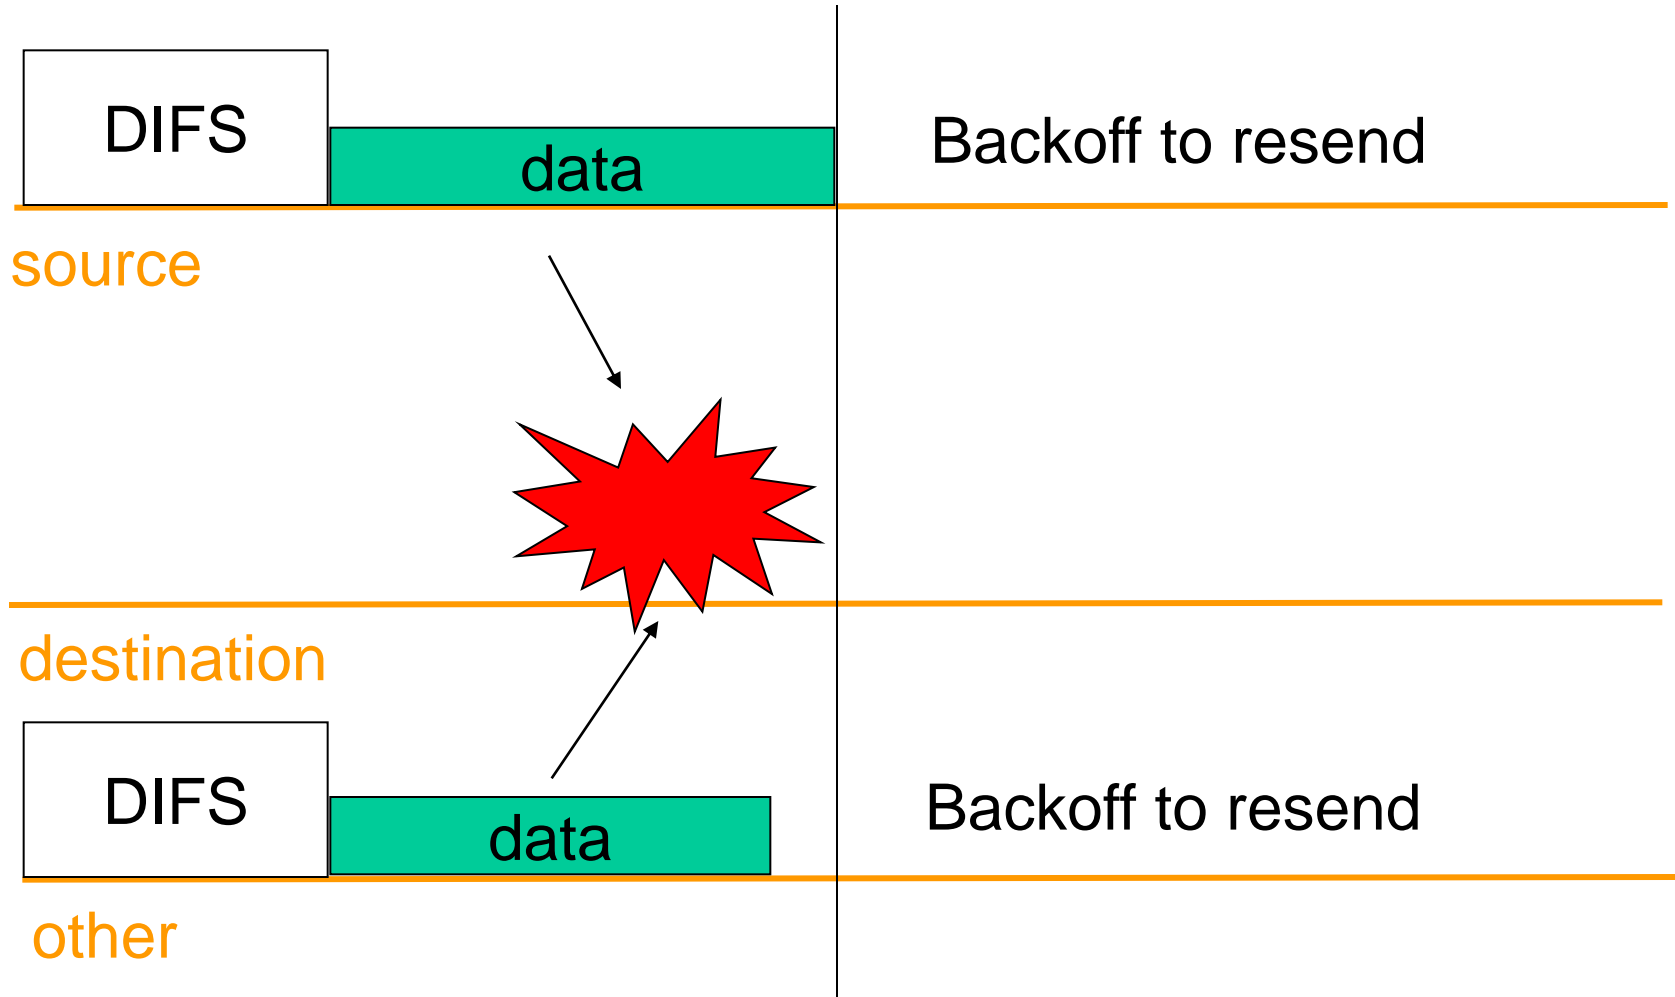 DIFS
data
Backoff to resend
source
destination
DIFS
data
Backoff to resend
other